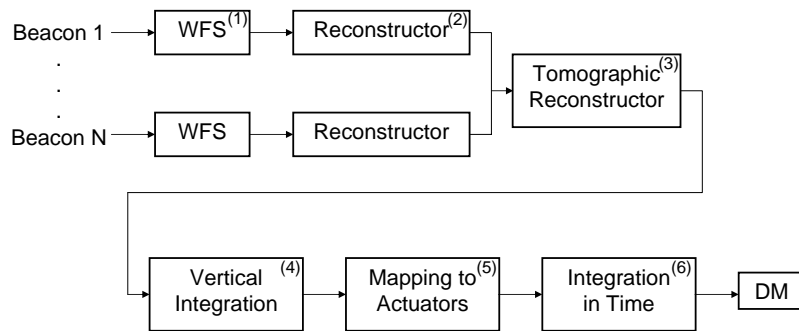 Beacon 1
WFS (1)
Reconstructor (2)
.
.
.
Beacon N
WFS
Reconstructor
Tomographic (3)
Reconstructor
Vertical (4)
Integration
Mapping to (5)
Actuators
Integration (6)
in Time
DM